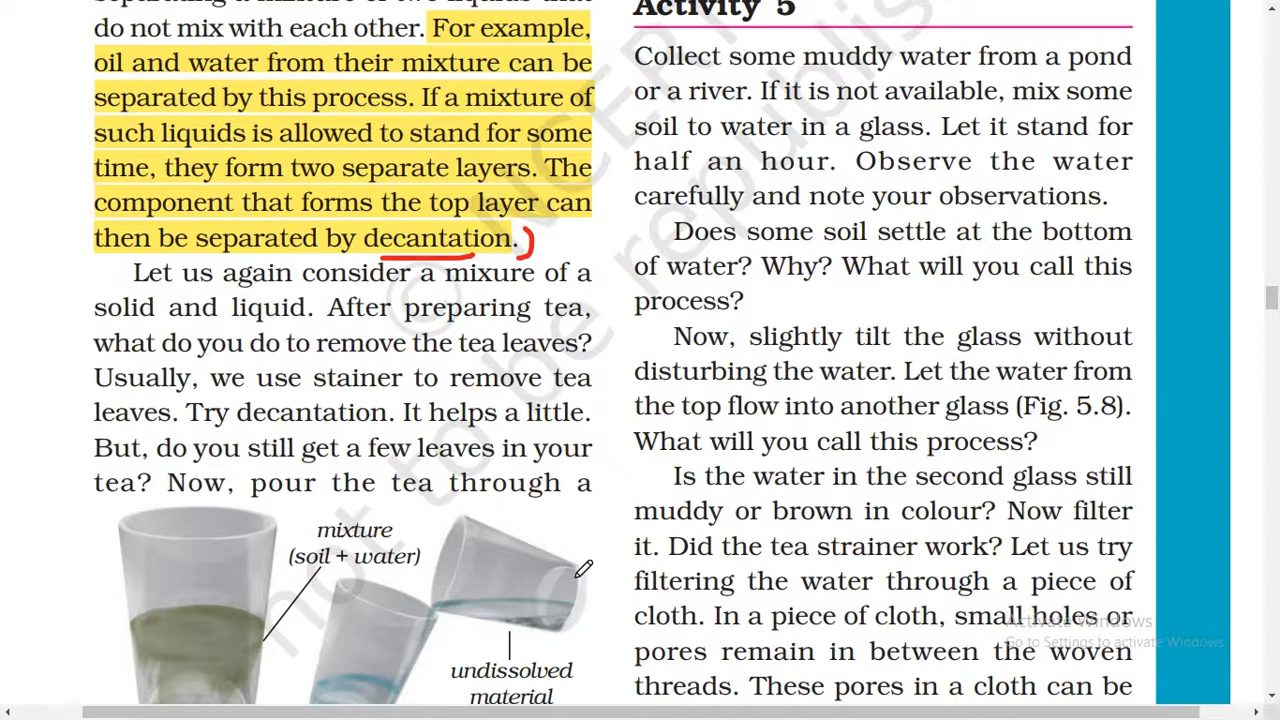 separating a mixture of two liquids that
do not mix with each other. For example,
oil and water from their mixture can be
separated by this process. If a mixture of
such liquids is allowed to stand for some
time, they form two separate layers. The
component that forms the top layer can
then be separated by decantation.
Let us again consider a mixture of a
solid and liquid. After preparing tea,
what do you do to remove the tea leaves?
Usually, we use stainer to remove tea
leaves. Try decantation. It helps a little.
But, do you still get a few leaves in your
tea? Now, pour the tea through a
mixture
(soil + water)
undissolved
material
Activity 5
Collect some muddy water from a pond
or a river. If it is not available, mix some
soil to water in a glass. Let it stand for
half an hour. Observe the water
carefully and note your observations.
Does some soil settle at the bottom
of water? Why? What will you call this
process?
Now, slightly tilt the glass without
disturbing the water. Let the water from
the top flow into another glass (Fig. 5.8).
What will you call this process?
Is the water in the second glass still
muddy or brown in colour? Now filter
it. Did the tea strainer work? Let us try
filtering the water through a piece of
cloth. In a piece of cloth, small holes or
pores remain in between the woven
threads. These pores in a cloth can be
© NCERT
not to be republis
Activate Windows
Go to Settings to activate Windows